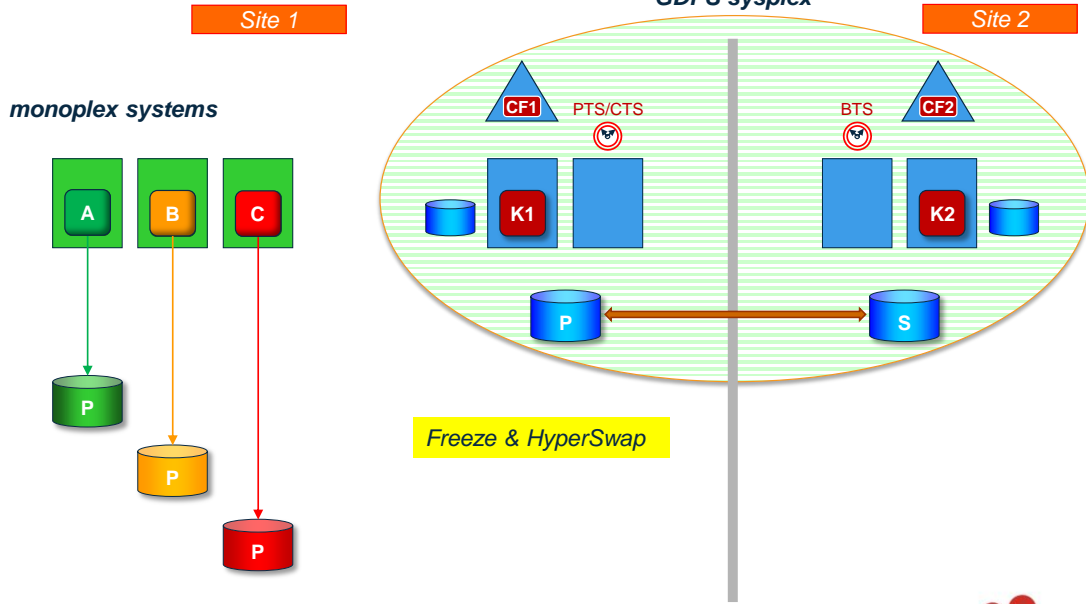 GDPS sysplex
Site 1
Site 2
monoplex systems
CF1
PTS/CTS
BTS
CF2
A
B
C
K1
K2
P
S
P
Freeze & HyperSwap
P
P